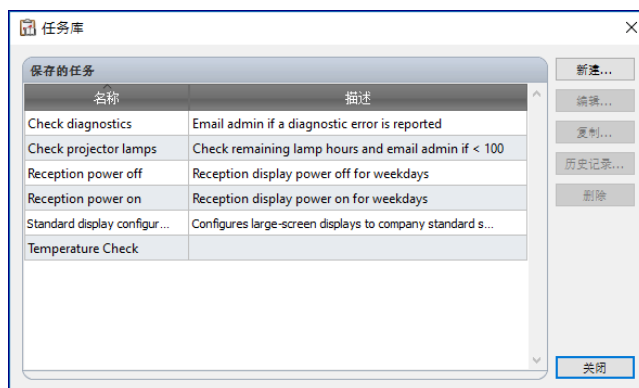 任务库
保存的任务
名称 描述
Check diagnostics Email admin if a diagnostic error is reported
Check projector lamps Check remaining lamp hours and email admin if < 100
Reception power off Reception display power off for weekdays
Reception power on Reception display power on for weekdays
Standard display configur... Configures large-screen displays to company standard s...
Temperature Check
新建...
编辑...
复制...
历史记录...
删除
关闭